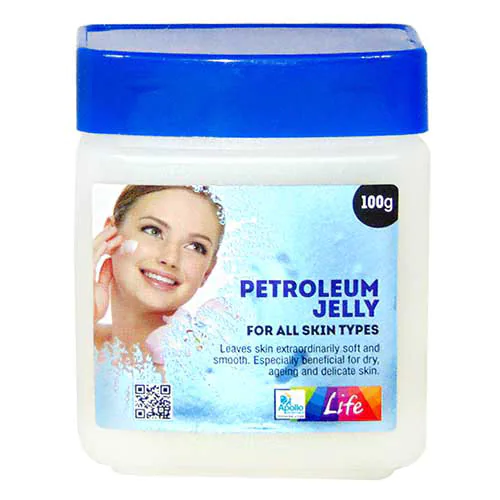 100g
PETROLEUM
JELLY
FOR ALL SKIN TYPES
Leaves skin extraordinarily soft and
smooth. Especially beneficial for dry,
ageing and delicate skin.
Apollo
Life